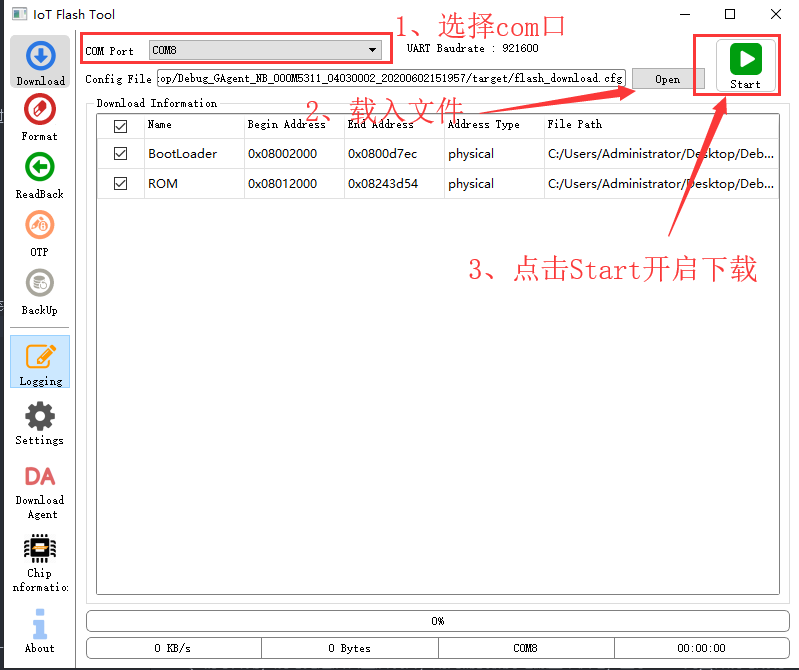 IoT Flash Tool
1、选择com口
COM Port
COM8
UART Baudrate : 921600
Config File
:op/Debug_GAgent_NB_000M5311_04030002_20200602151957/target/flash_download.cfg
Open
Start
2、载入文件
Download Information
Name
Begin Address
End Address
Address Type
File Path
BootLoader
0x08002000
0x0800d7ec
physical
C:/Users/Administrator/Desktop/Deb...
ROM
0x08012000
0x08243d54
physical
C:/Users/Administrator/Desktop/Deb...
3、点击Start开启下载
Download
Format
ReadBack
OTP
BackUp
Logging
Settings
DA
Download
Agent
Chip
nformatio
About
0%
0 KB/s
0 Bytes
COM8
00:00:00